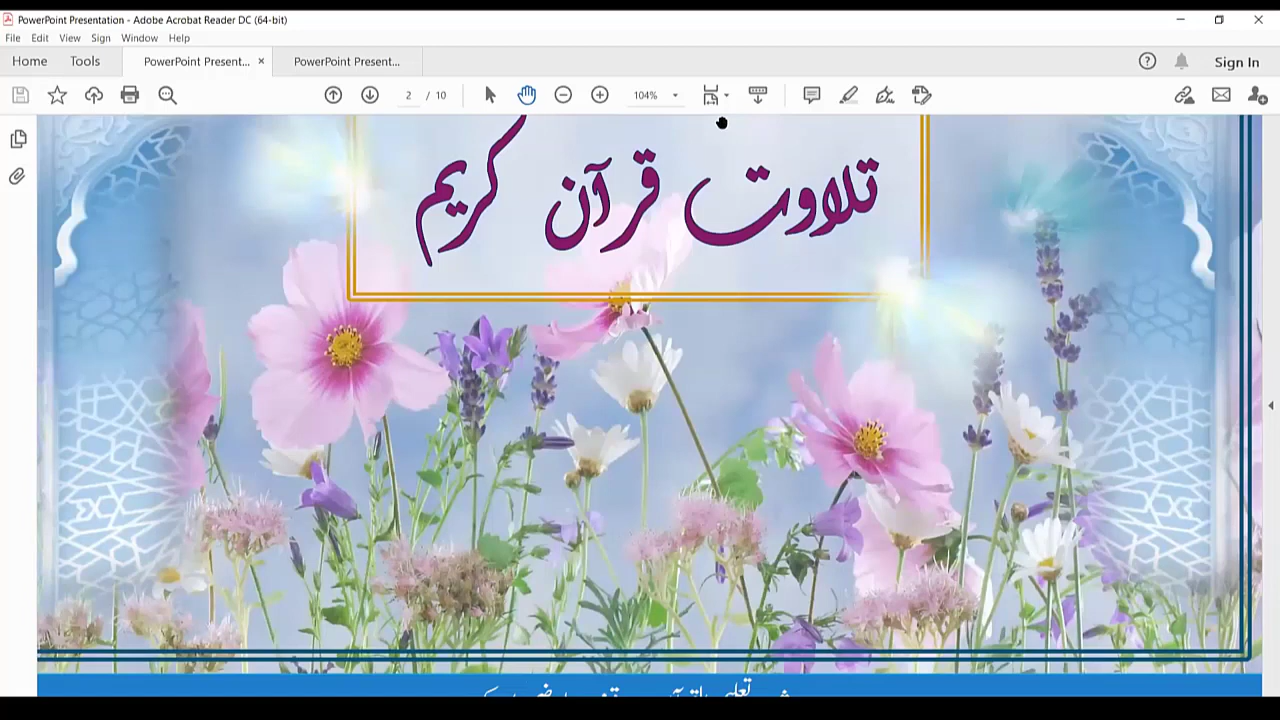 PowerPoint Presentation - Adobe Acrobat Reader DC (64-bit)
File Edit View Sign Window Help
Home Tools PowerPoint Present... × PowerPoint Present... Sign In
2 / 10 104%
تلاوت قرآن کریم